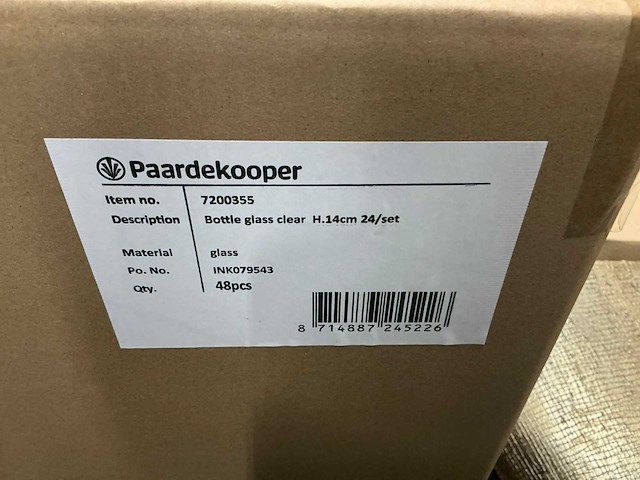 Paardekooper
Item no. 7200355
Description Bottle glass clear H.14cm 24/set
Material glass
Po. No. INK079543
Qty. 48pcs
8 714887 245226